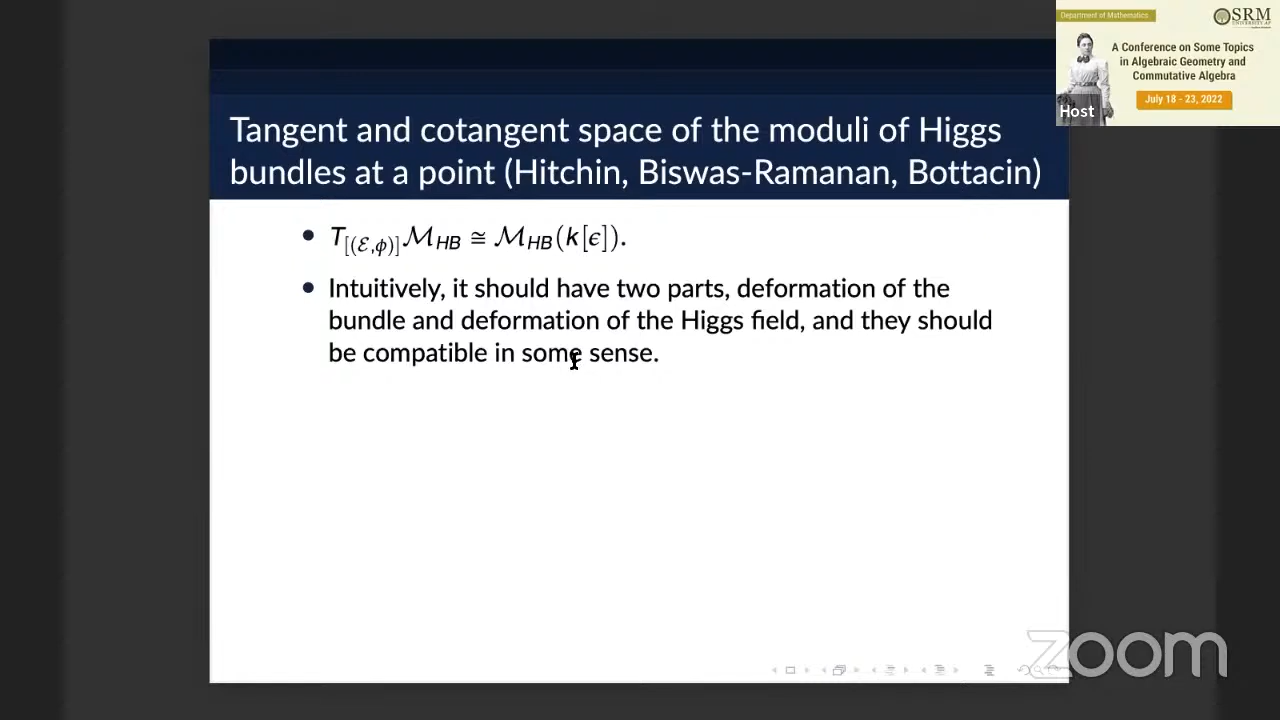 Department of Mathematics
SRM
A Conference on Some Topics
in Algebraic Geometry and
Commutative Algebra
July 18 - 23, 2022
Host
Tangent and cotangent space of the moduli of Higgs
bundles at a point (Hitchin, Biswas-Ramanan, Bottacin)
• T_{[(ℰ,ϕ)]}ℳ_{HB} ≅ ℳ_{HB}(k[ϵ]).
• Intuitively, it should have two parts, deformation of the
bundle and deformation of the Higgs field, and they should
be compatible in some sense.
zoom